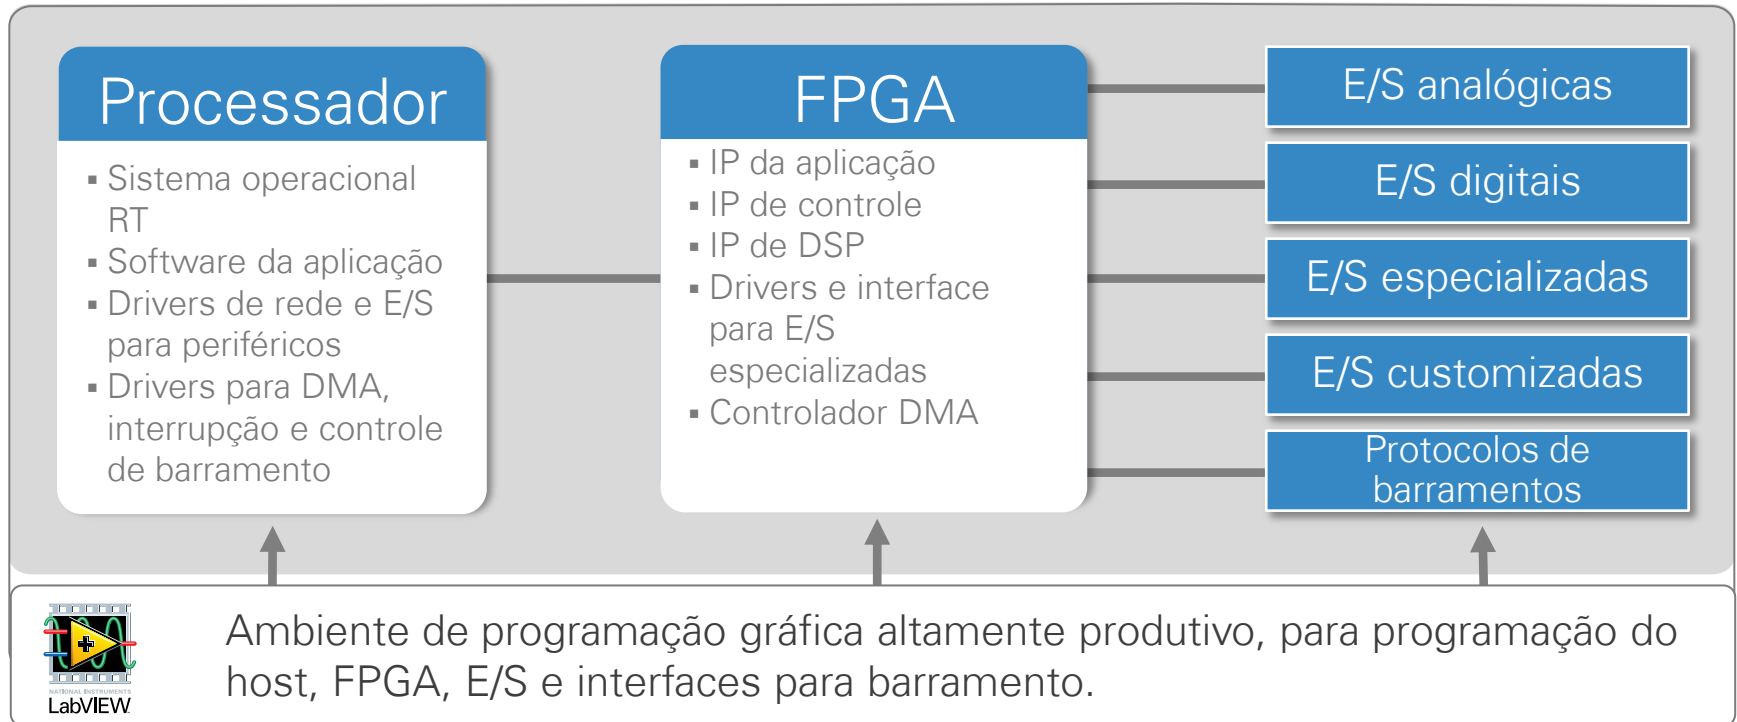 Processador
▪ Sistema operacional
RT
▪ Software da aplicação
▪ Drivers de rede e E/S
para periféricos
▪ Drivers para DMA,
interrupção e controle
de barramento
FPGA
▪ IP da aplicação
▪ IP de controle
▪ IP de DSP
▪ Drivers e interface
para E/S
especializadas
▪ Controlador DMA
E/S analógicas
E/S digitais
E/S especializadas
E/S customizadas
Protocolos de
barramentos
NATIONAL INSTRUMENTS
LabVIEW
Ambiente de programação gráfica altamente produtivo, para programação do
host, FPGA, E/S e interfaces para barramento.